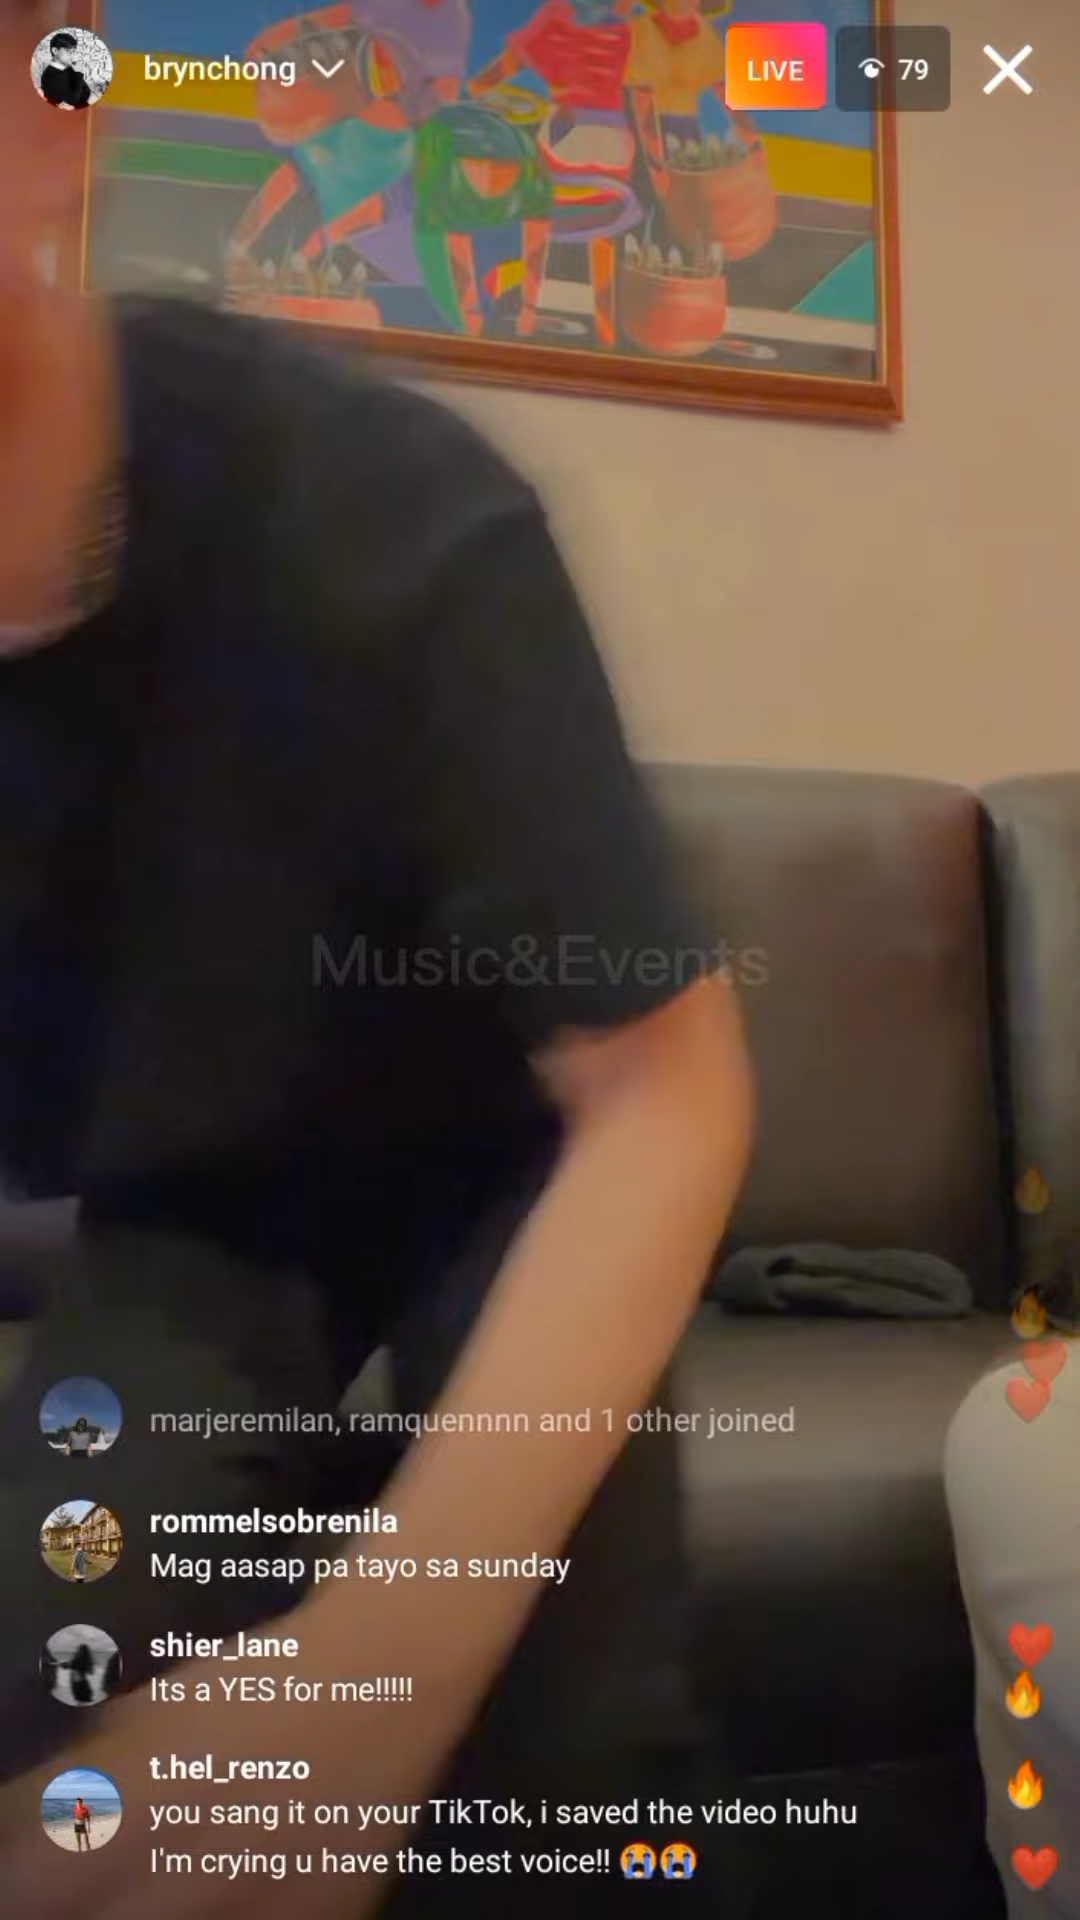 brynchong
LIVE
79
Music&Events
marjeremilan, ramquennnn and 1 other joined
rommelsobrenila
Mag aasap pa tayo sa sunday
shier_lane
Its a YES for me!!!!!
t.hel_renzo
you sang it on your TikTok, i saved the video huhu
I'm crying u have the best voice!! 😭😭